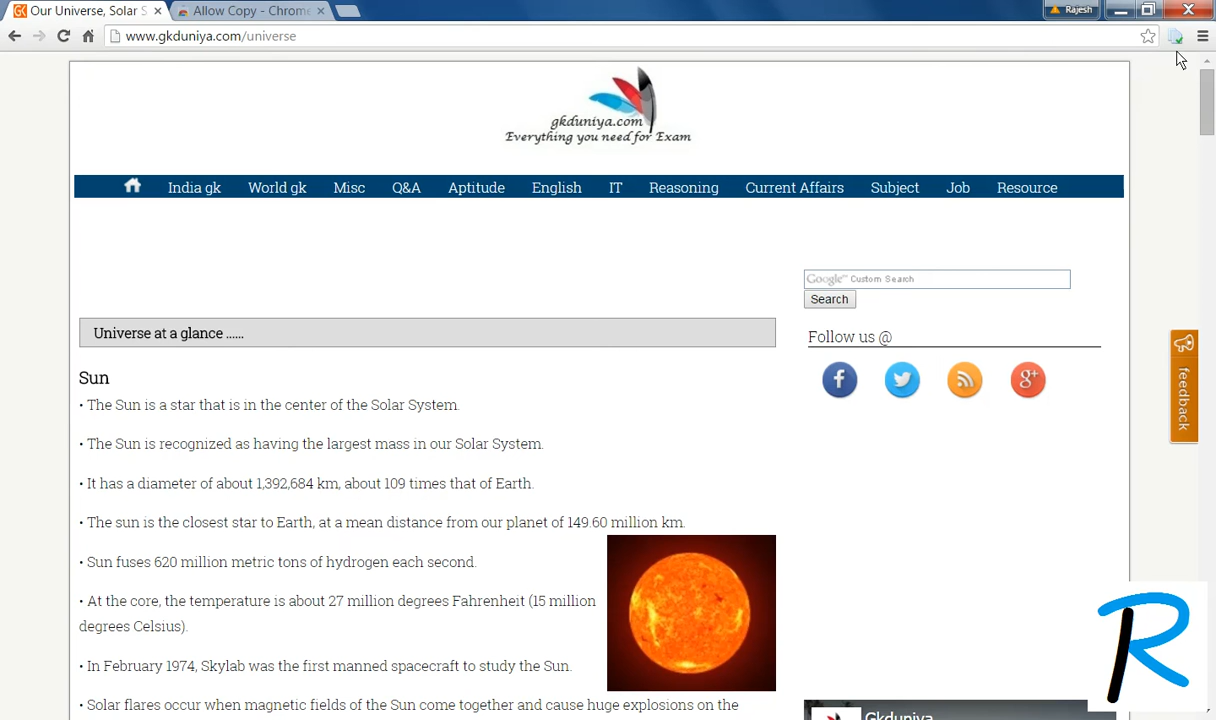 Our Universe, Solar S
Allow Copy - Chrome
Rajesh
www.gkduniya.com/universe
gkduniya.com
Everything you need for Exam
India gk World gk Misc Q&A Aptitude English IT Reasoning Current Affairs Subject Job Resource
Google™ Custom Search
Search
Universe at a glance ......
Follow us @
Sun
• The Sun is a star that is in the center of the Solar System.
• The Sun is recognized as having the largest mass in our Solar System.
• It has a diameter of about 1,392,684 km, about 109 times that of Earth.
• The sun is the closest star to Earth, at a mean distance from our planet of 149.60 million km.
• Sun fuses 620 million metric tons of hydrogen each second.
• At the core, the temperature is about 27 million degrees Fahrenheit (15 million
degrees Celsius).
• In February 1974, Skylab was the first manned spacecraft to study the Sun.
• Solar flares occur when magnetic fields of the Sun come together and cause huge explosions on the
feedback
R
Gkduniya